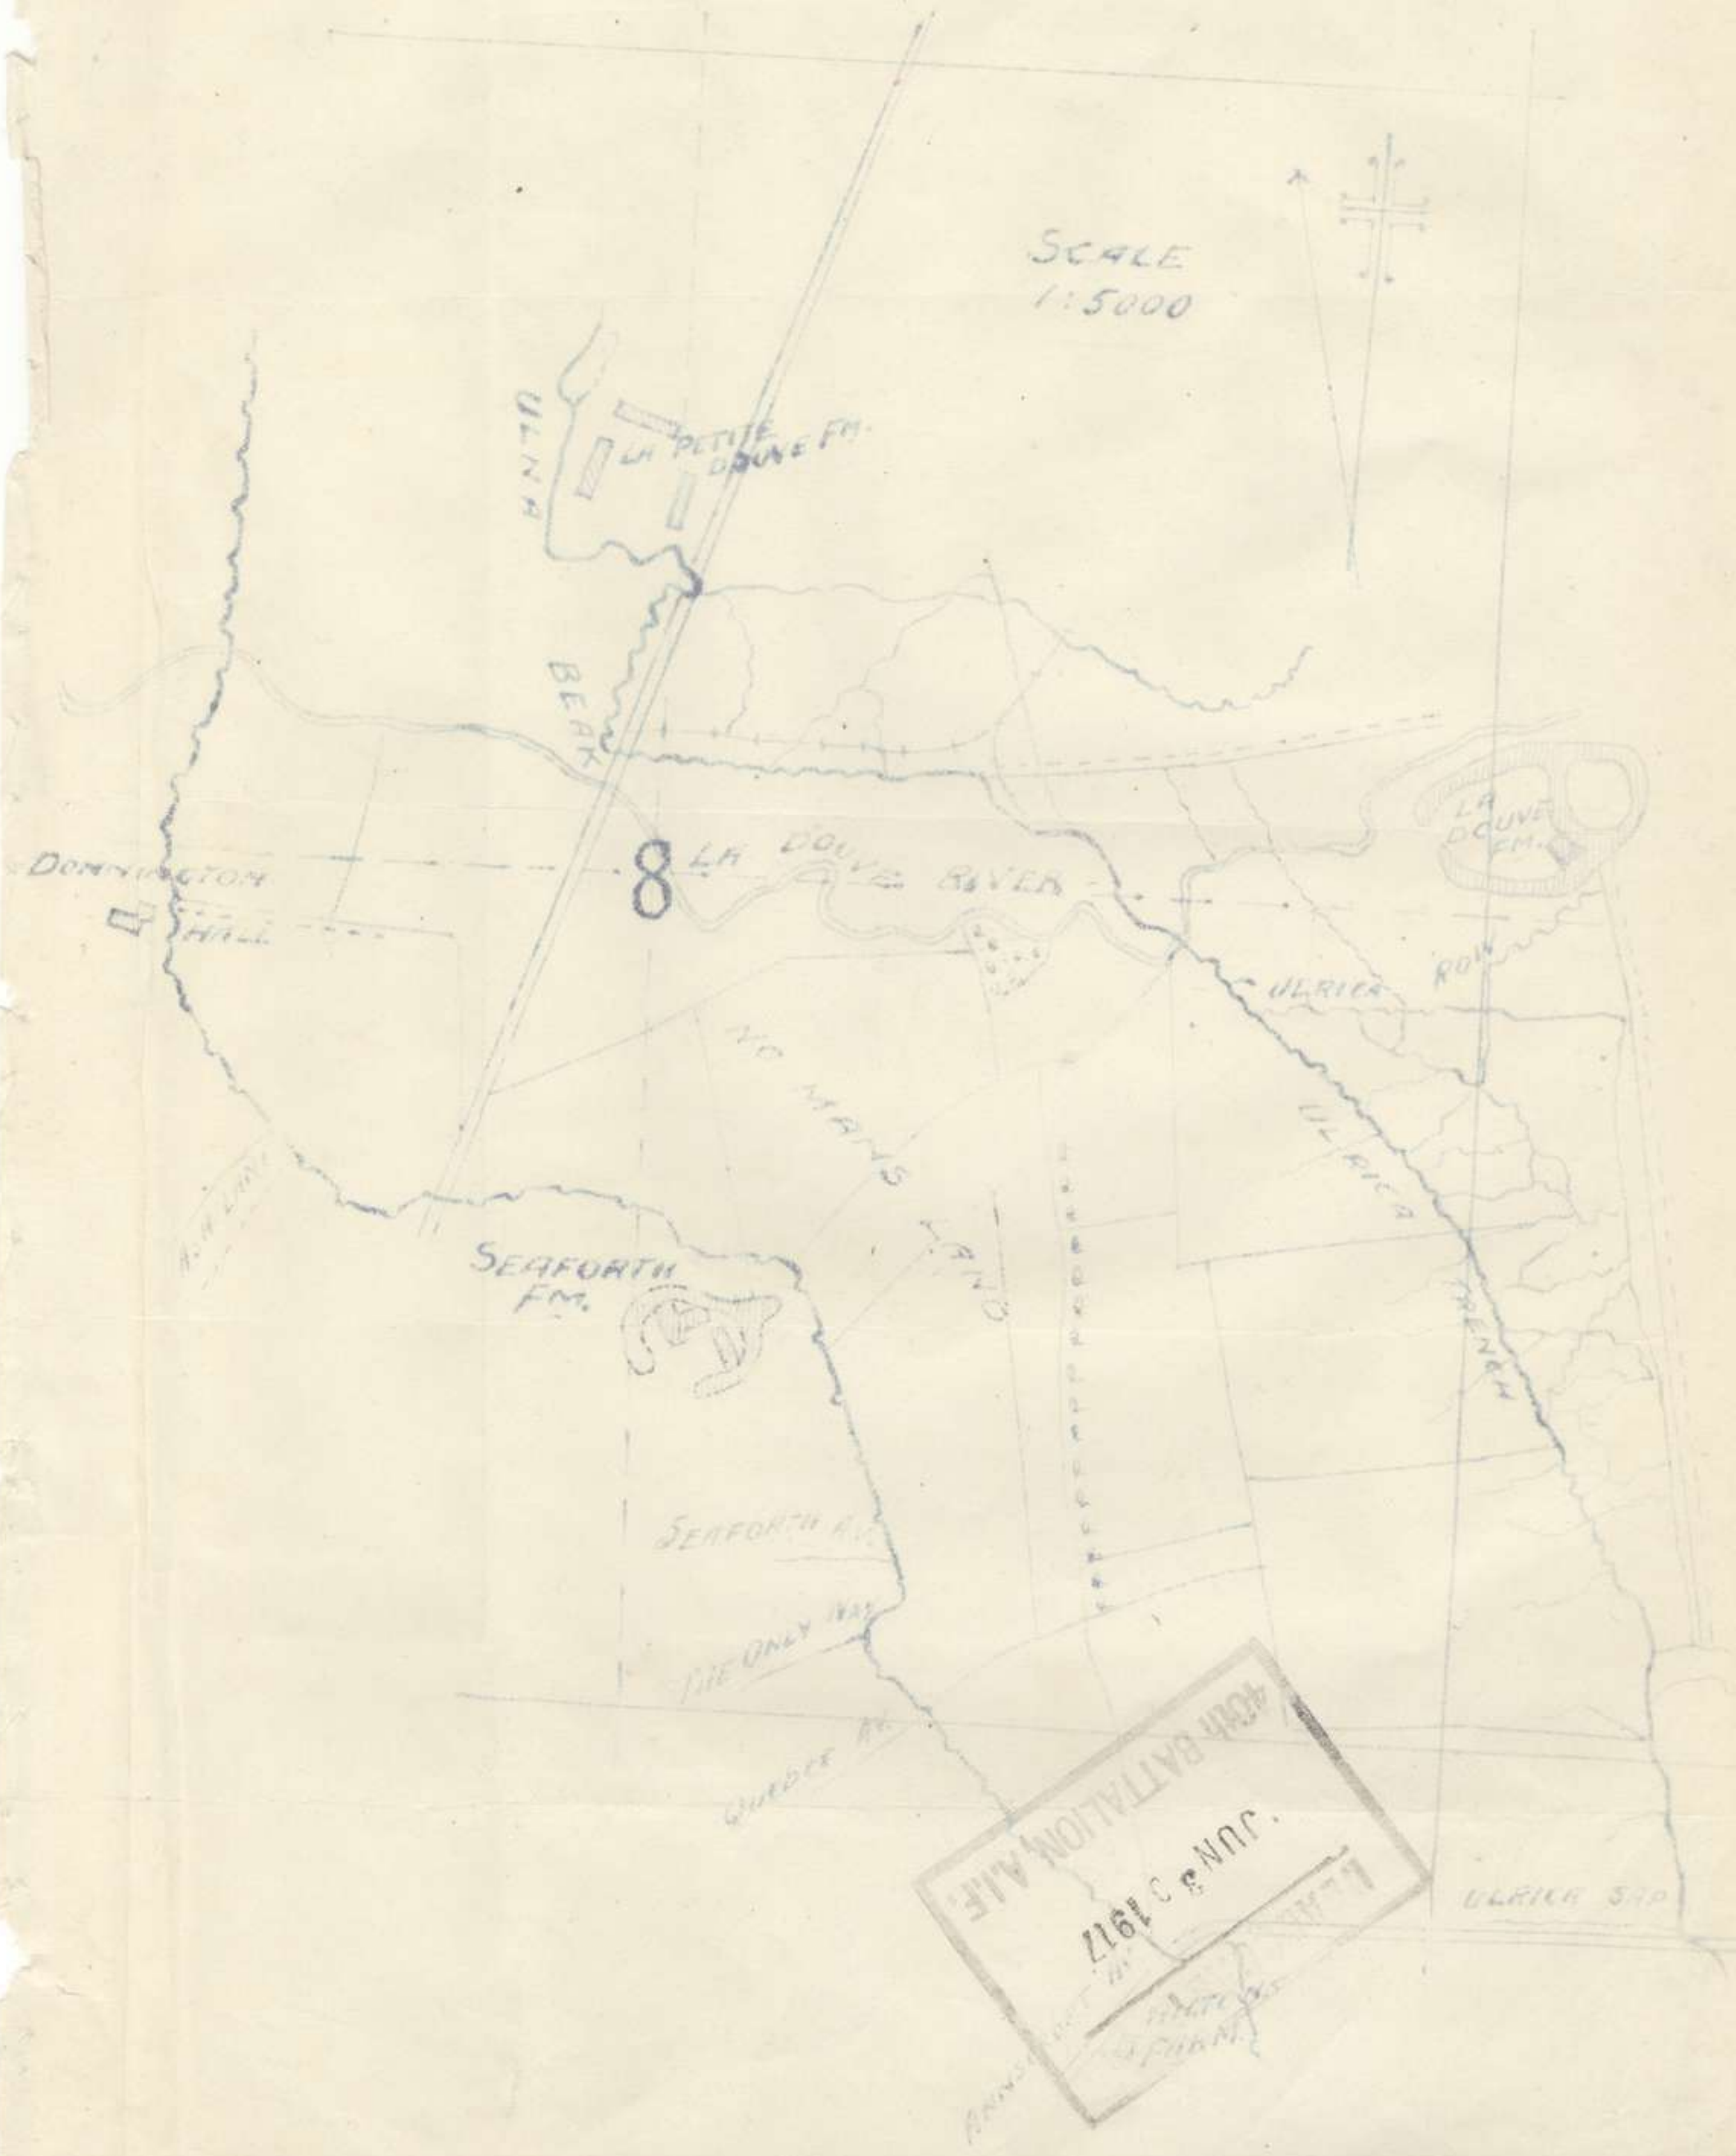 SCALE
1:5000
ULNA
LA PETITE
DOUVE FM.
BEAK
LA
DOUVE
FM.
8
LA DOUVE RIVER
DONNINGTON
HALL
ULRICA
ROW
NO MANS LAND
ULRICA TRENCH
SEAFORTH
FM.
SEAFORTH AV.
THE ONLY WAY
QUEBEC AV.
40th BATTALION, A.I.F.
JUN 30 1917
ULRICA SAP
FARM